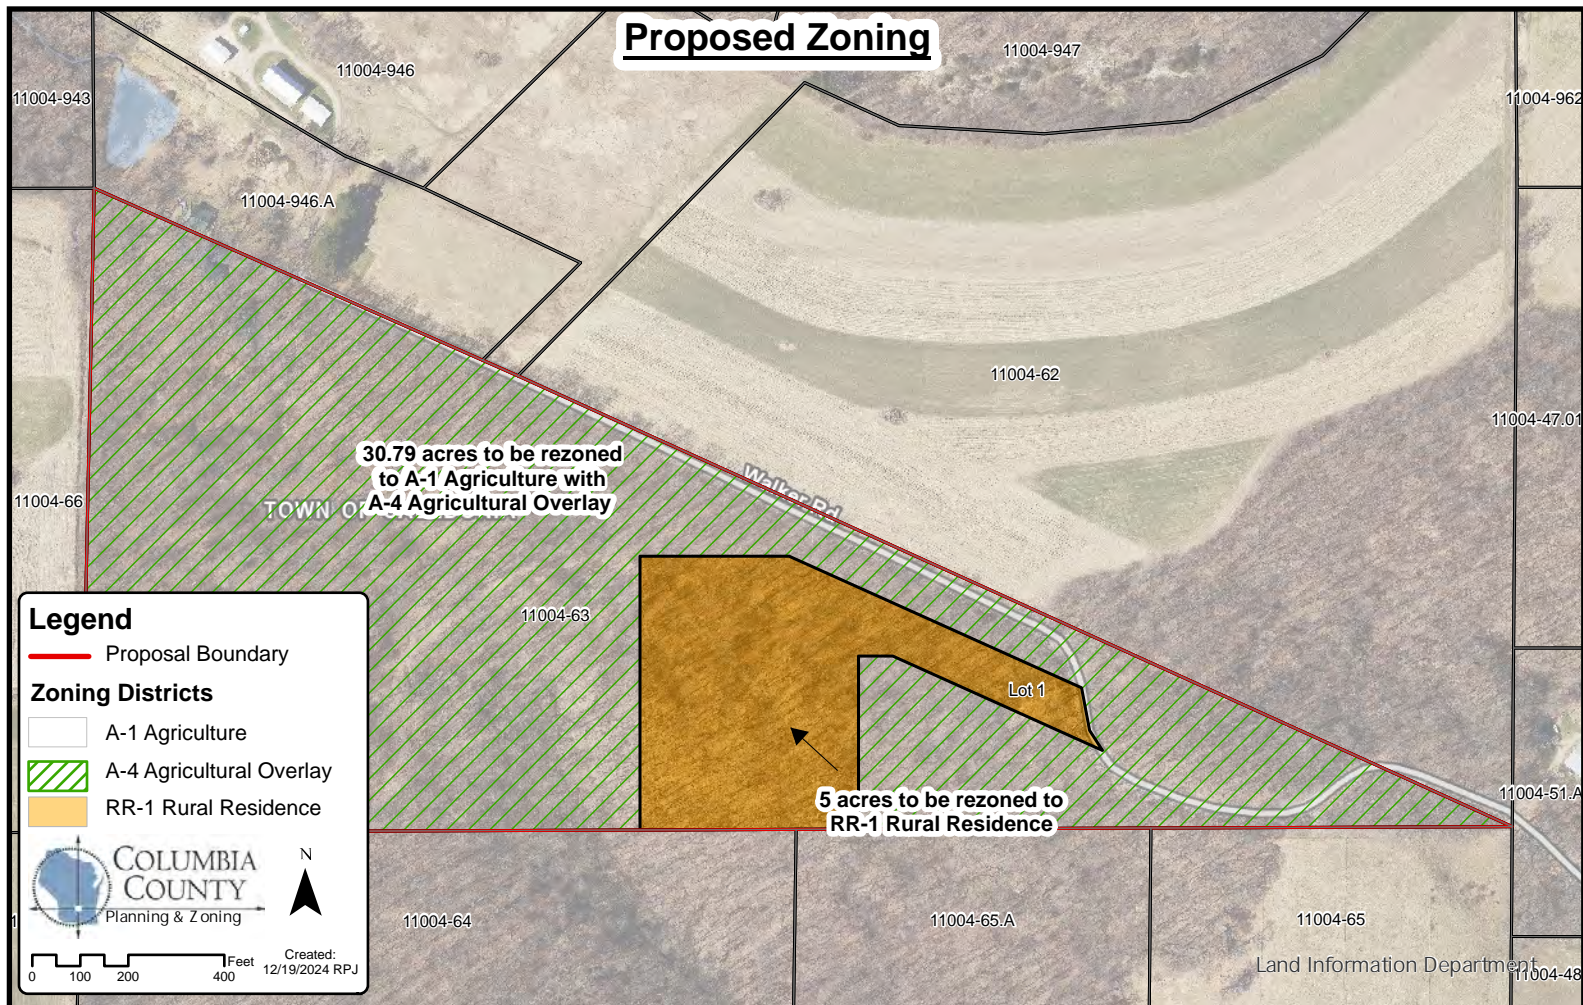 Proposed Zoning
11004-947
11004-946
11004-943
11004-962
11004-946.A
11004-62
11004-47.01
30.79 acres to be rezoned
to A-1 Agriculture with
A-4 Agricultural Overlay
Walker Rd
11004-66
TOWN OF
11004-63
Lot 1
5 acres to be rezoned to
RR-1 Rural Residence
11004-51.A
11004-64
11004-65.A
11004-65
11004-48
Land Information Department
Legend
Proposal Boundary
Zoning Districts
A-1 Agriculture
A-4 Agricultural Overlay
RR-1 Rural Residence
COLUMBIA
COUNTY
Planning & Zoning
N
Feet
0 100 200 400
Created:
12/19/2024 RPJ